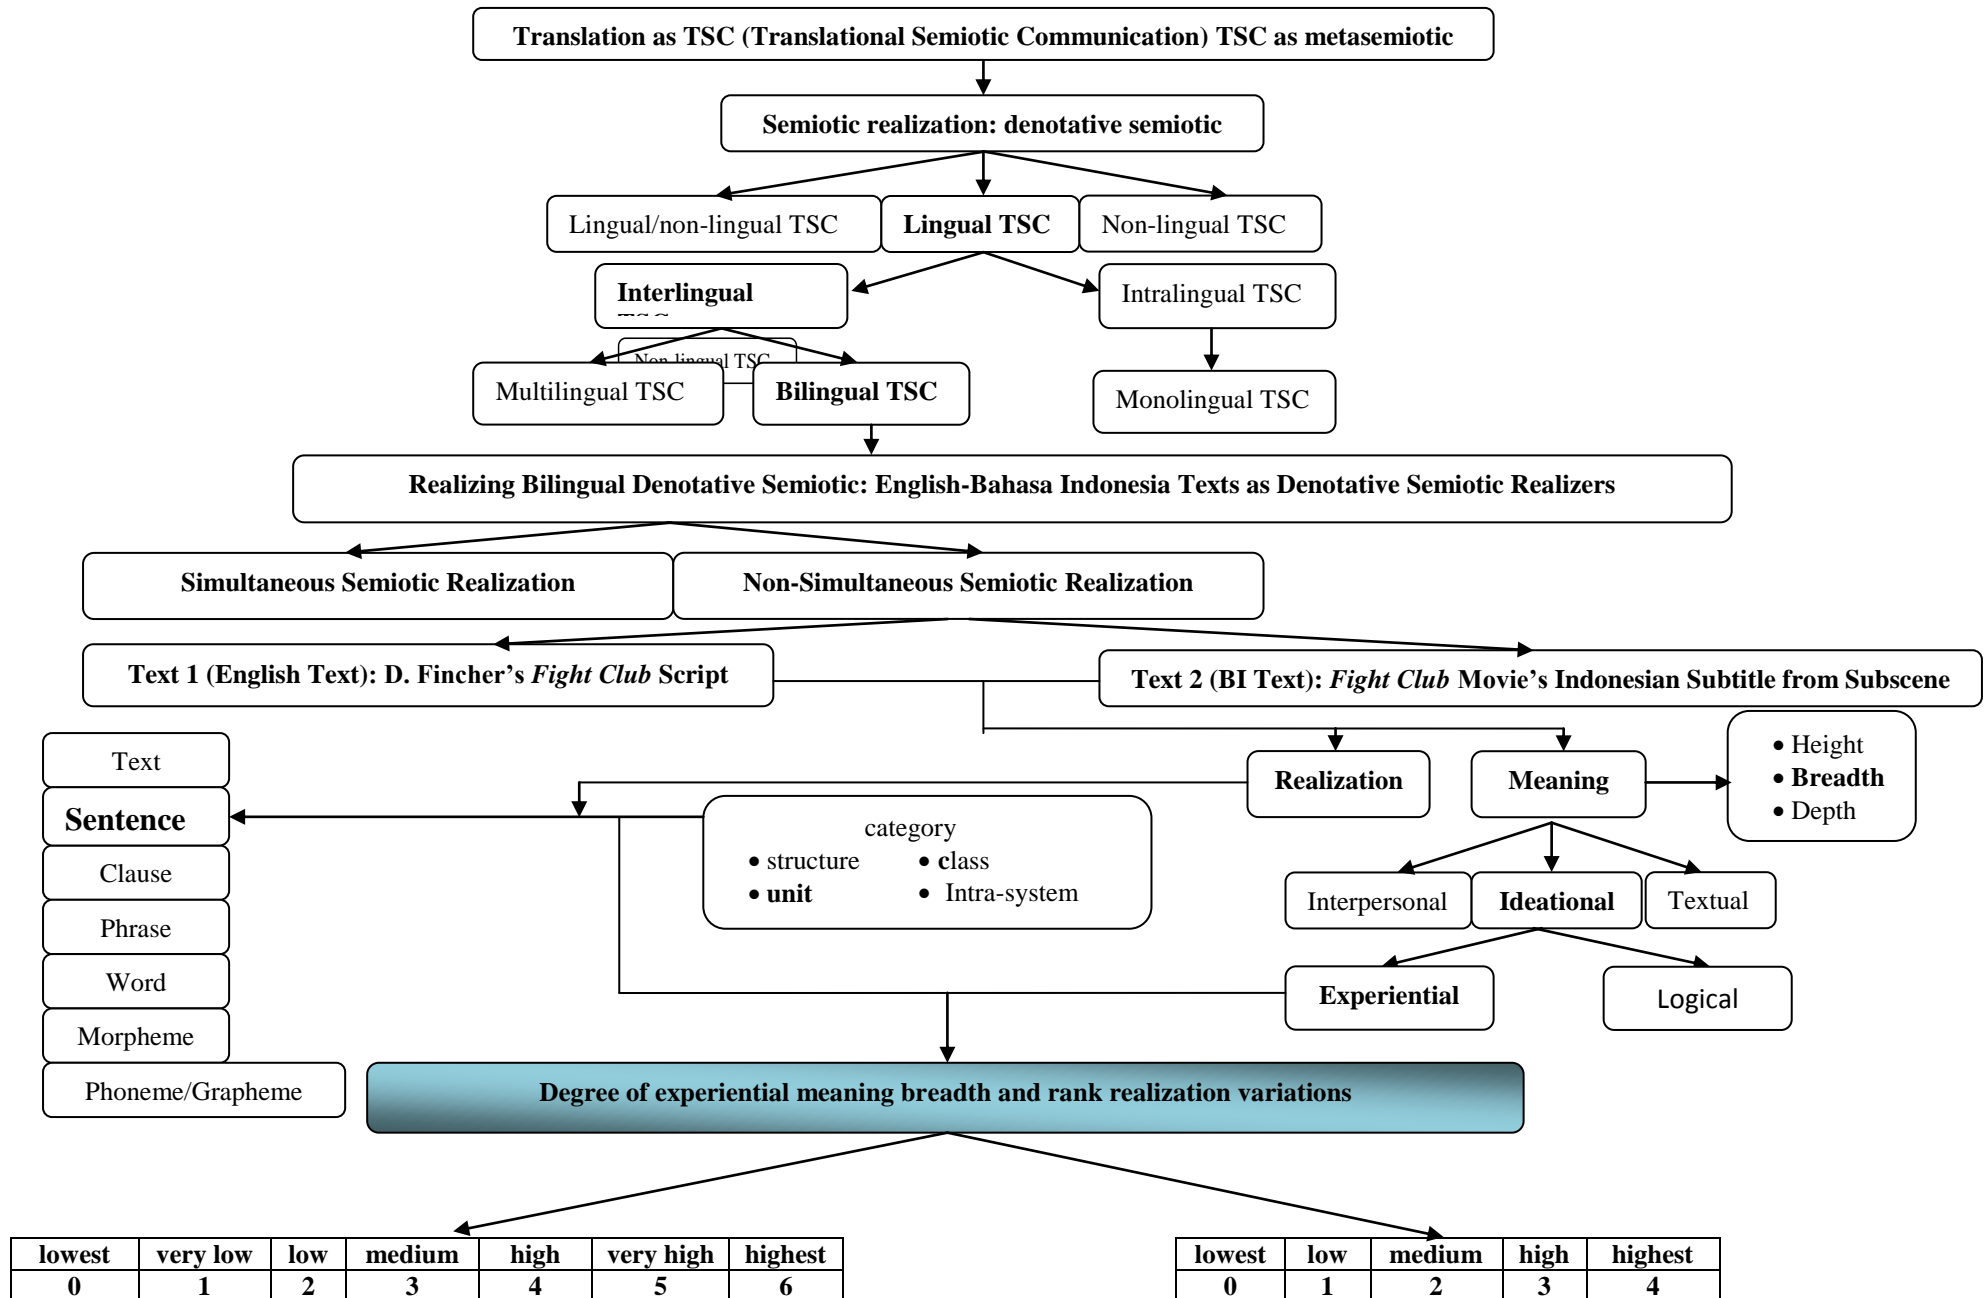 Translation as TSC (Translational Semiotic Communication) TSC as metasemiotic
Semiotic realization: denotative semiotic
Lingual/non-lingual TSC
Lingual TSC
Non-lingual TSC
Interlingual
Intralingual TSC
Non-lingual TSC
Multilingual TSC
Bilingual TSC
Monolingual TSC
Realizing Bilingual Denotative Semiotic: English-Bahasa Indonesia Texts as Denotative Semiotic Realizers
Simultaneous Semiotic Realization
Non-Simultaneous Semiotic Realization
Text 1 (English Text): D. Fincher's Fight Club Script
Text 2 (BI Text): Fight Club Movie's Indonesian Subtitle from Subscene
Text
Sentence
Clause
Phrase
Word
Morpheme
Phoneme/Grapheme
Realization
Meaning
• Height
• Breadth
• Depth
category
• structure • class
• unit • Intra-system
Interpersonal
Ideational
Textual
Experiential
Logical
Degree of experiential meaning breadth and rank realization variations
lowest very low low medium high very high highest
0 1 2 3 4 5 6
lowest low medium high highest
0 1 2 3 4